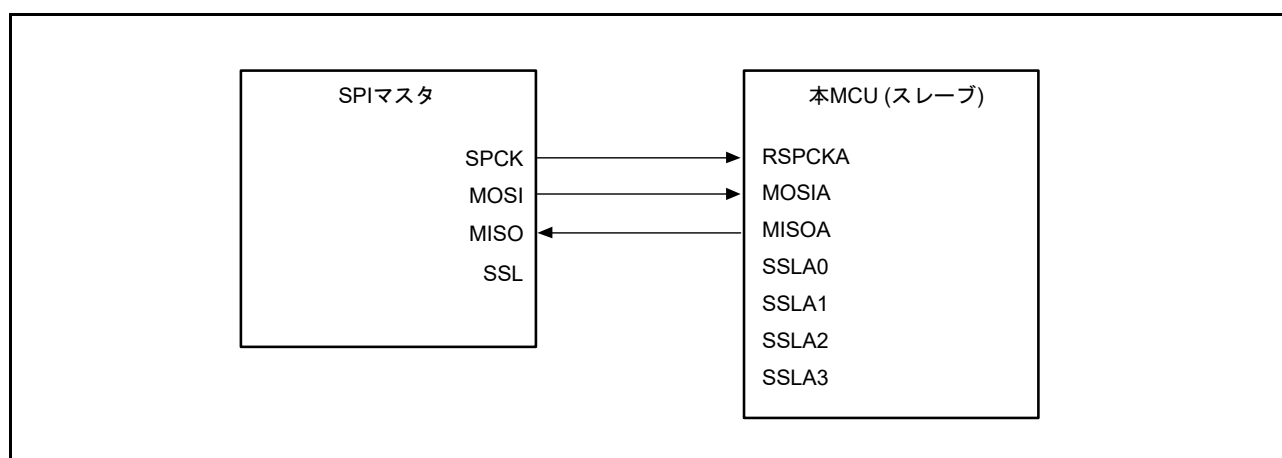 SPIマスタ
SPCK
MOSI
MISO
SSL
本MCU (スレーブ)
RSPCKA
MOSIA
MISOA
SSLA0
SSLA1
SSLA2
SSLA3